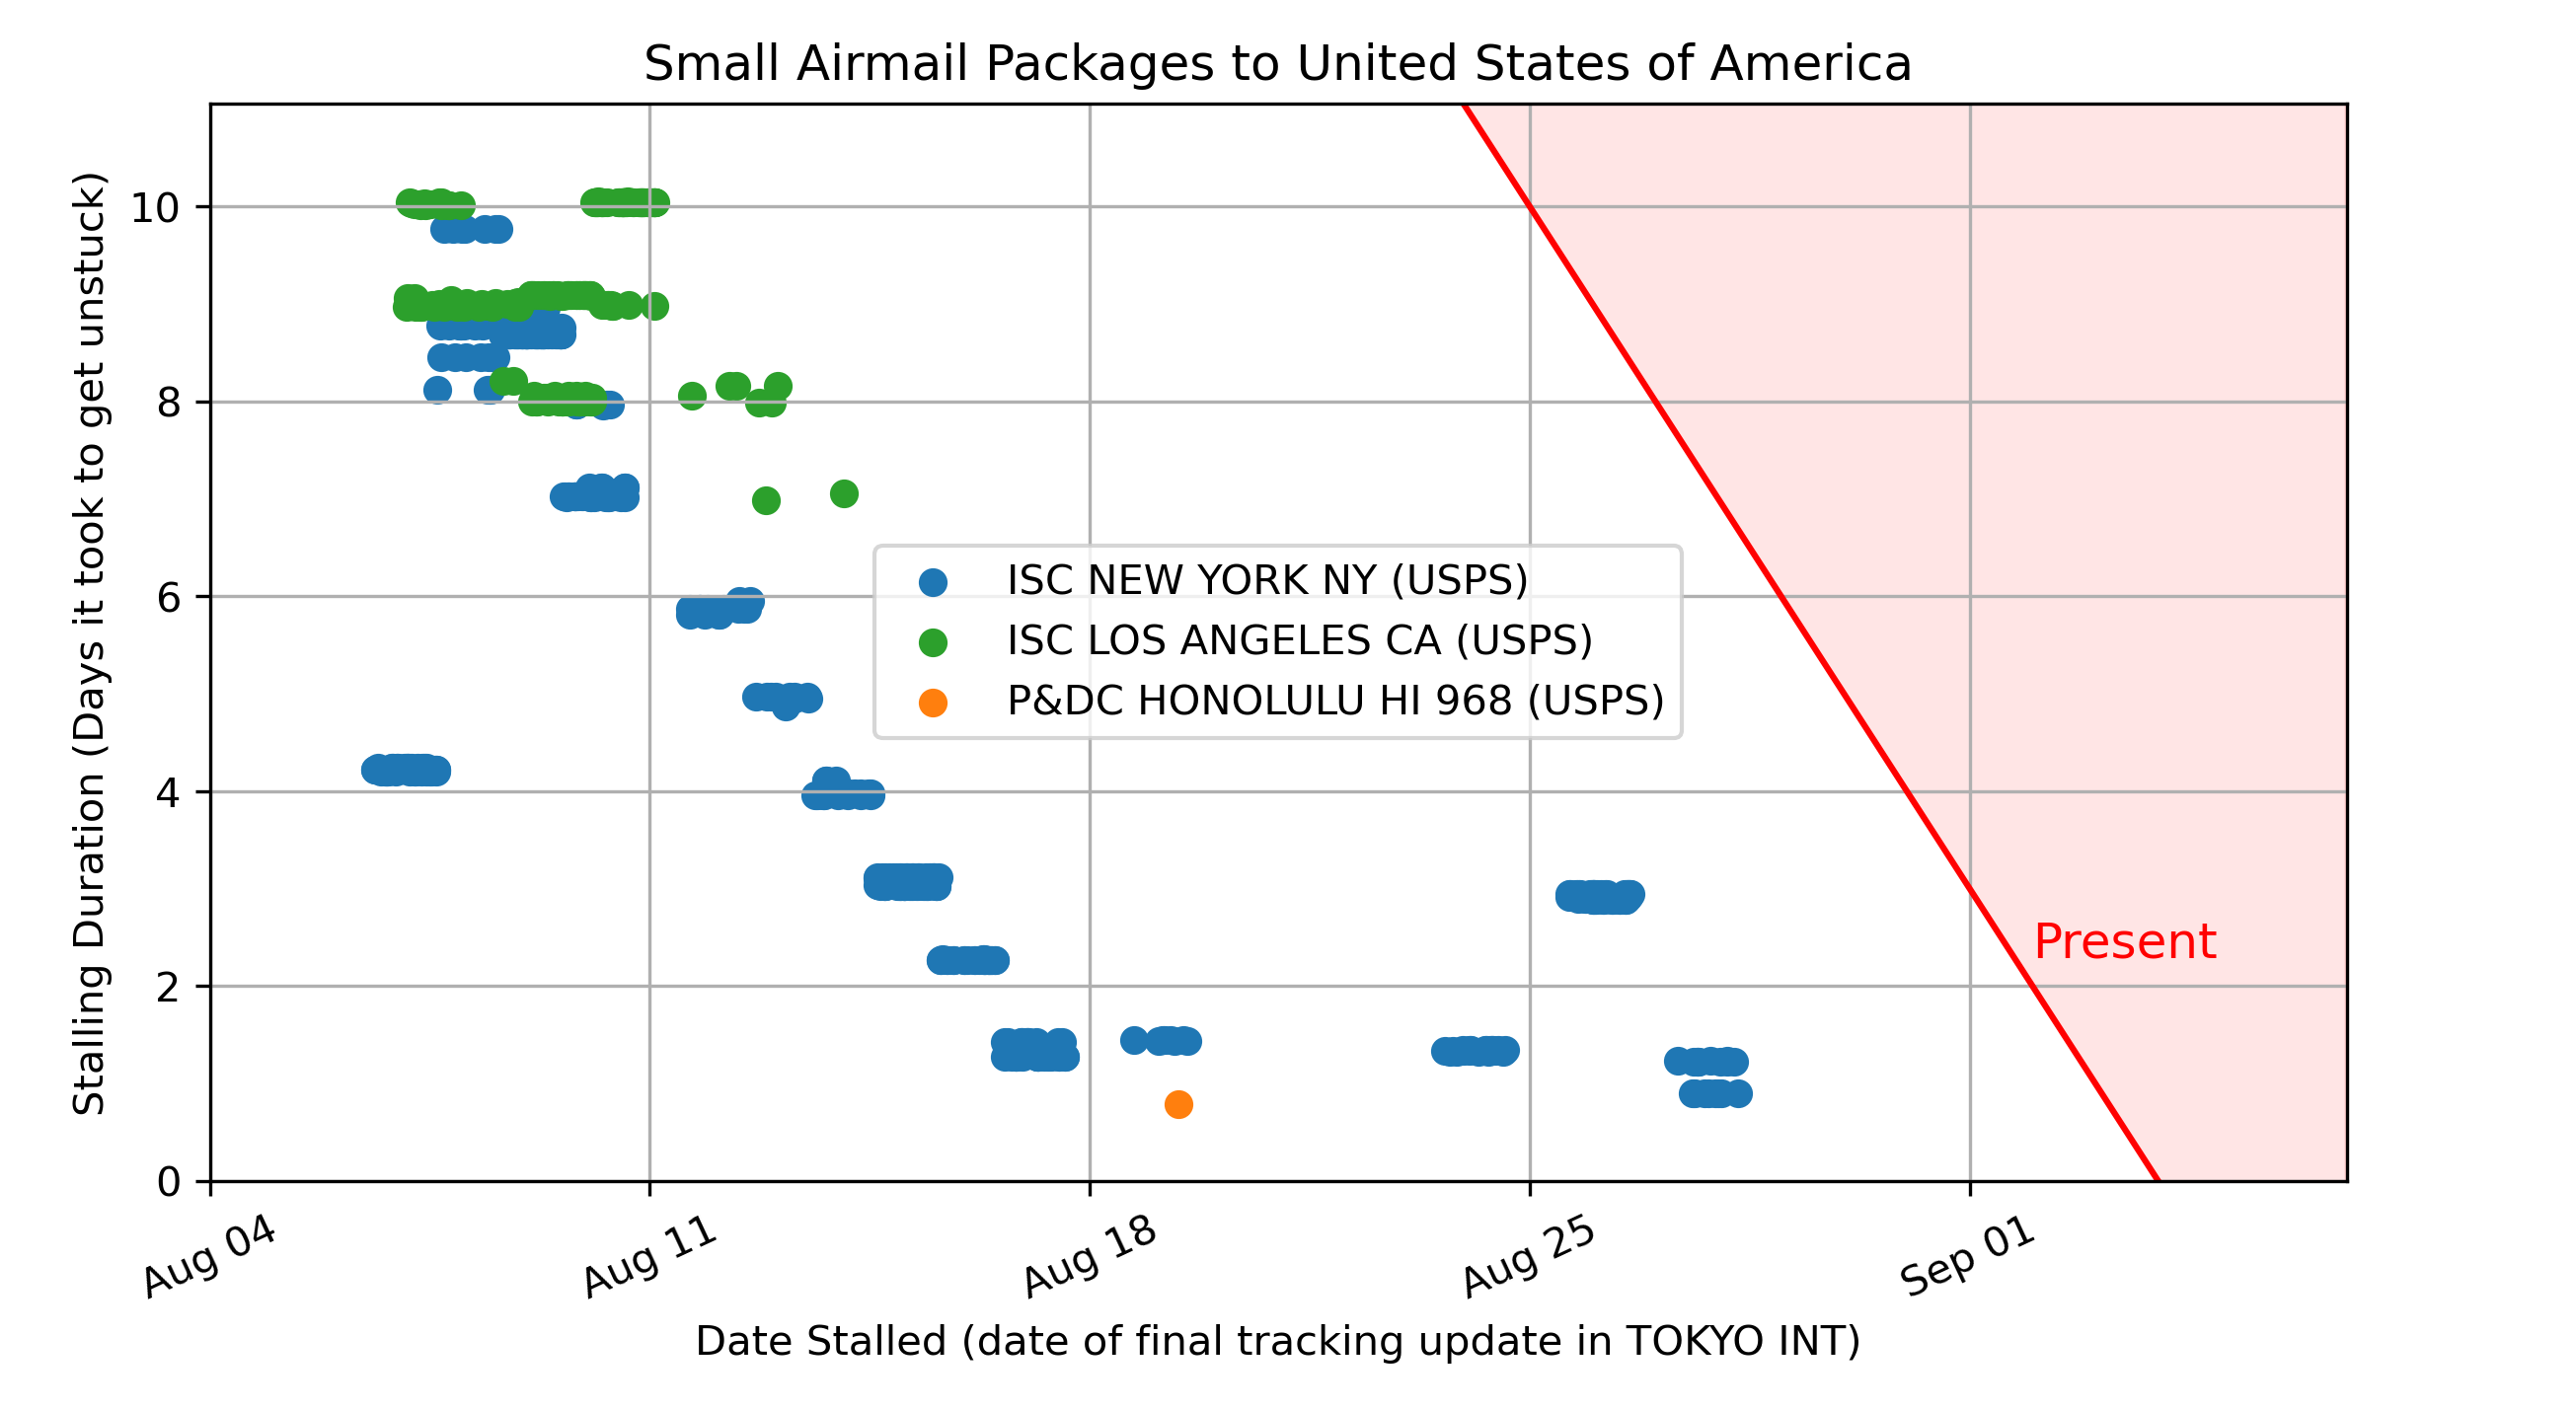 Small Airmail Packages to United States of America
Stalling Duration (Days it took to get unstuck)
10
8
6
4
2
0
ISC NEW YORK NY (USPS)
ISC LOS ANGELES CA (USPS)
P&DC HONOLULU HI 968 (USPS)
Present
Aug 04
Aug 11
Aug 18
Aug 25
Sep 01
Date Stalled (date of final tracking update in TOKYO INT)